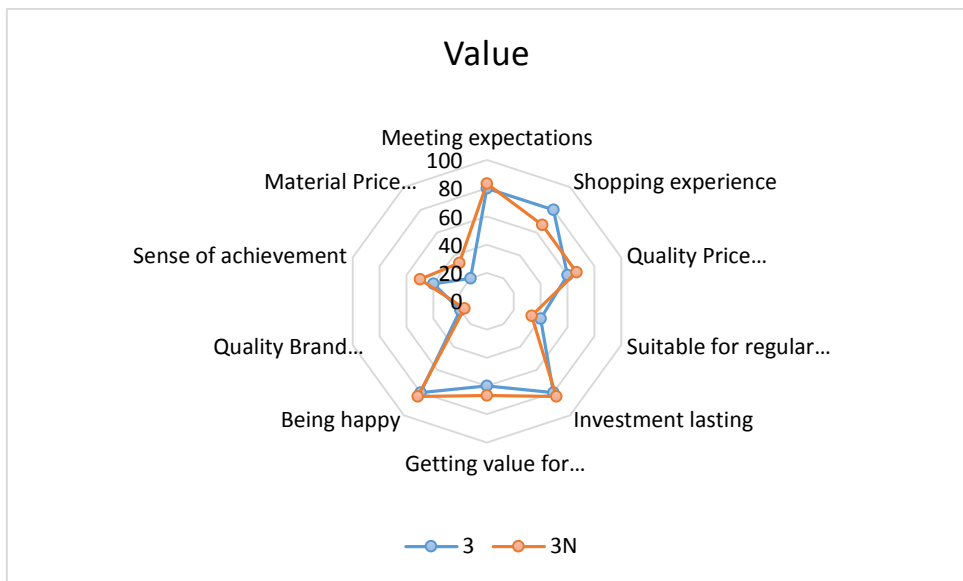 Value
Meeting expectations
Shopping experience
Quality Price...
Suitable for regular...
Investment lasting
Getting value for...
Being happy
Quality Brand...
Sense of achievement
Material Price...
100
80
60
40
20
0
3
3N